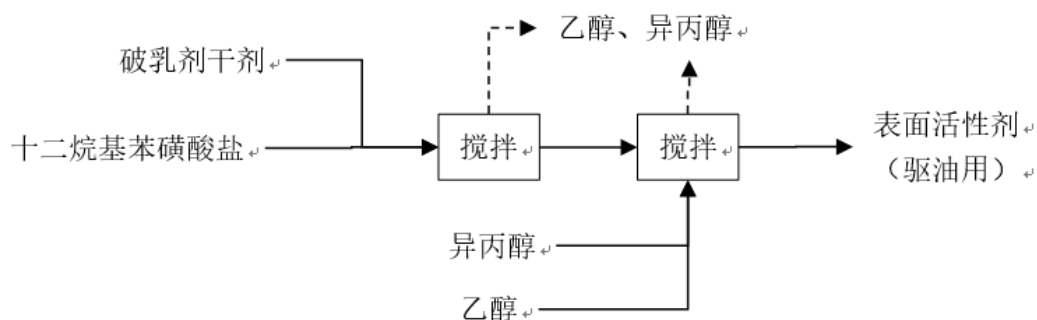 乙醇、异丙醇
破乳剂干剂
十二烷基苯磺酸盐
搅拌
搅拌
表面活性剂
（驱油用）
异丙醇
乙醇